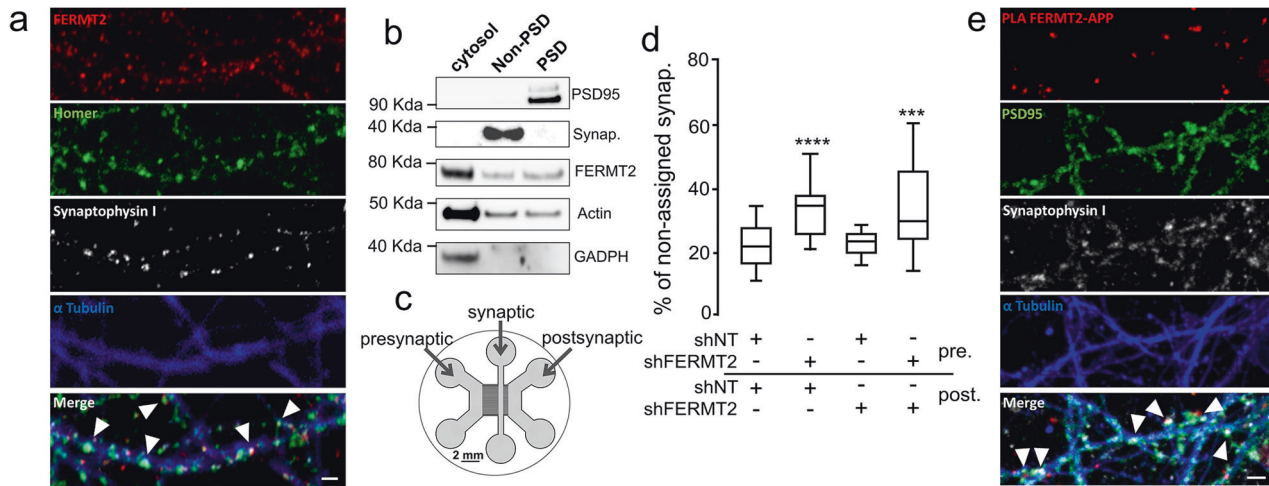 a
FERMT2
Homer
Synaptophysin I
α Tubulin
Merge
b
cytosol
Non-PSD
PSD
90 Kda
PSD95
40 Kda
Synap.
80 Kda
FERMT2
50 Kda
Actin
40 Kda
GADPH
c
synaptic
presynaptic
postsynaptic
2 mm
d
% of non-assigned synap.
80
60
40
20
0
****
***
shNT + - + -
shFERMT2 - + - +
pre.
shNT + + - -
shFERMT2 - - + +
post.
e
PLA FERMT2-APP
PSD95
Synaptophysin I
α Tubulin
Merge